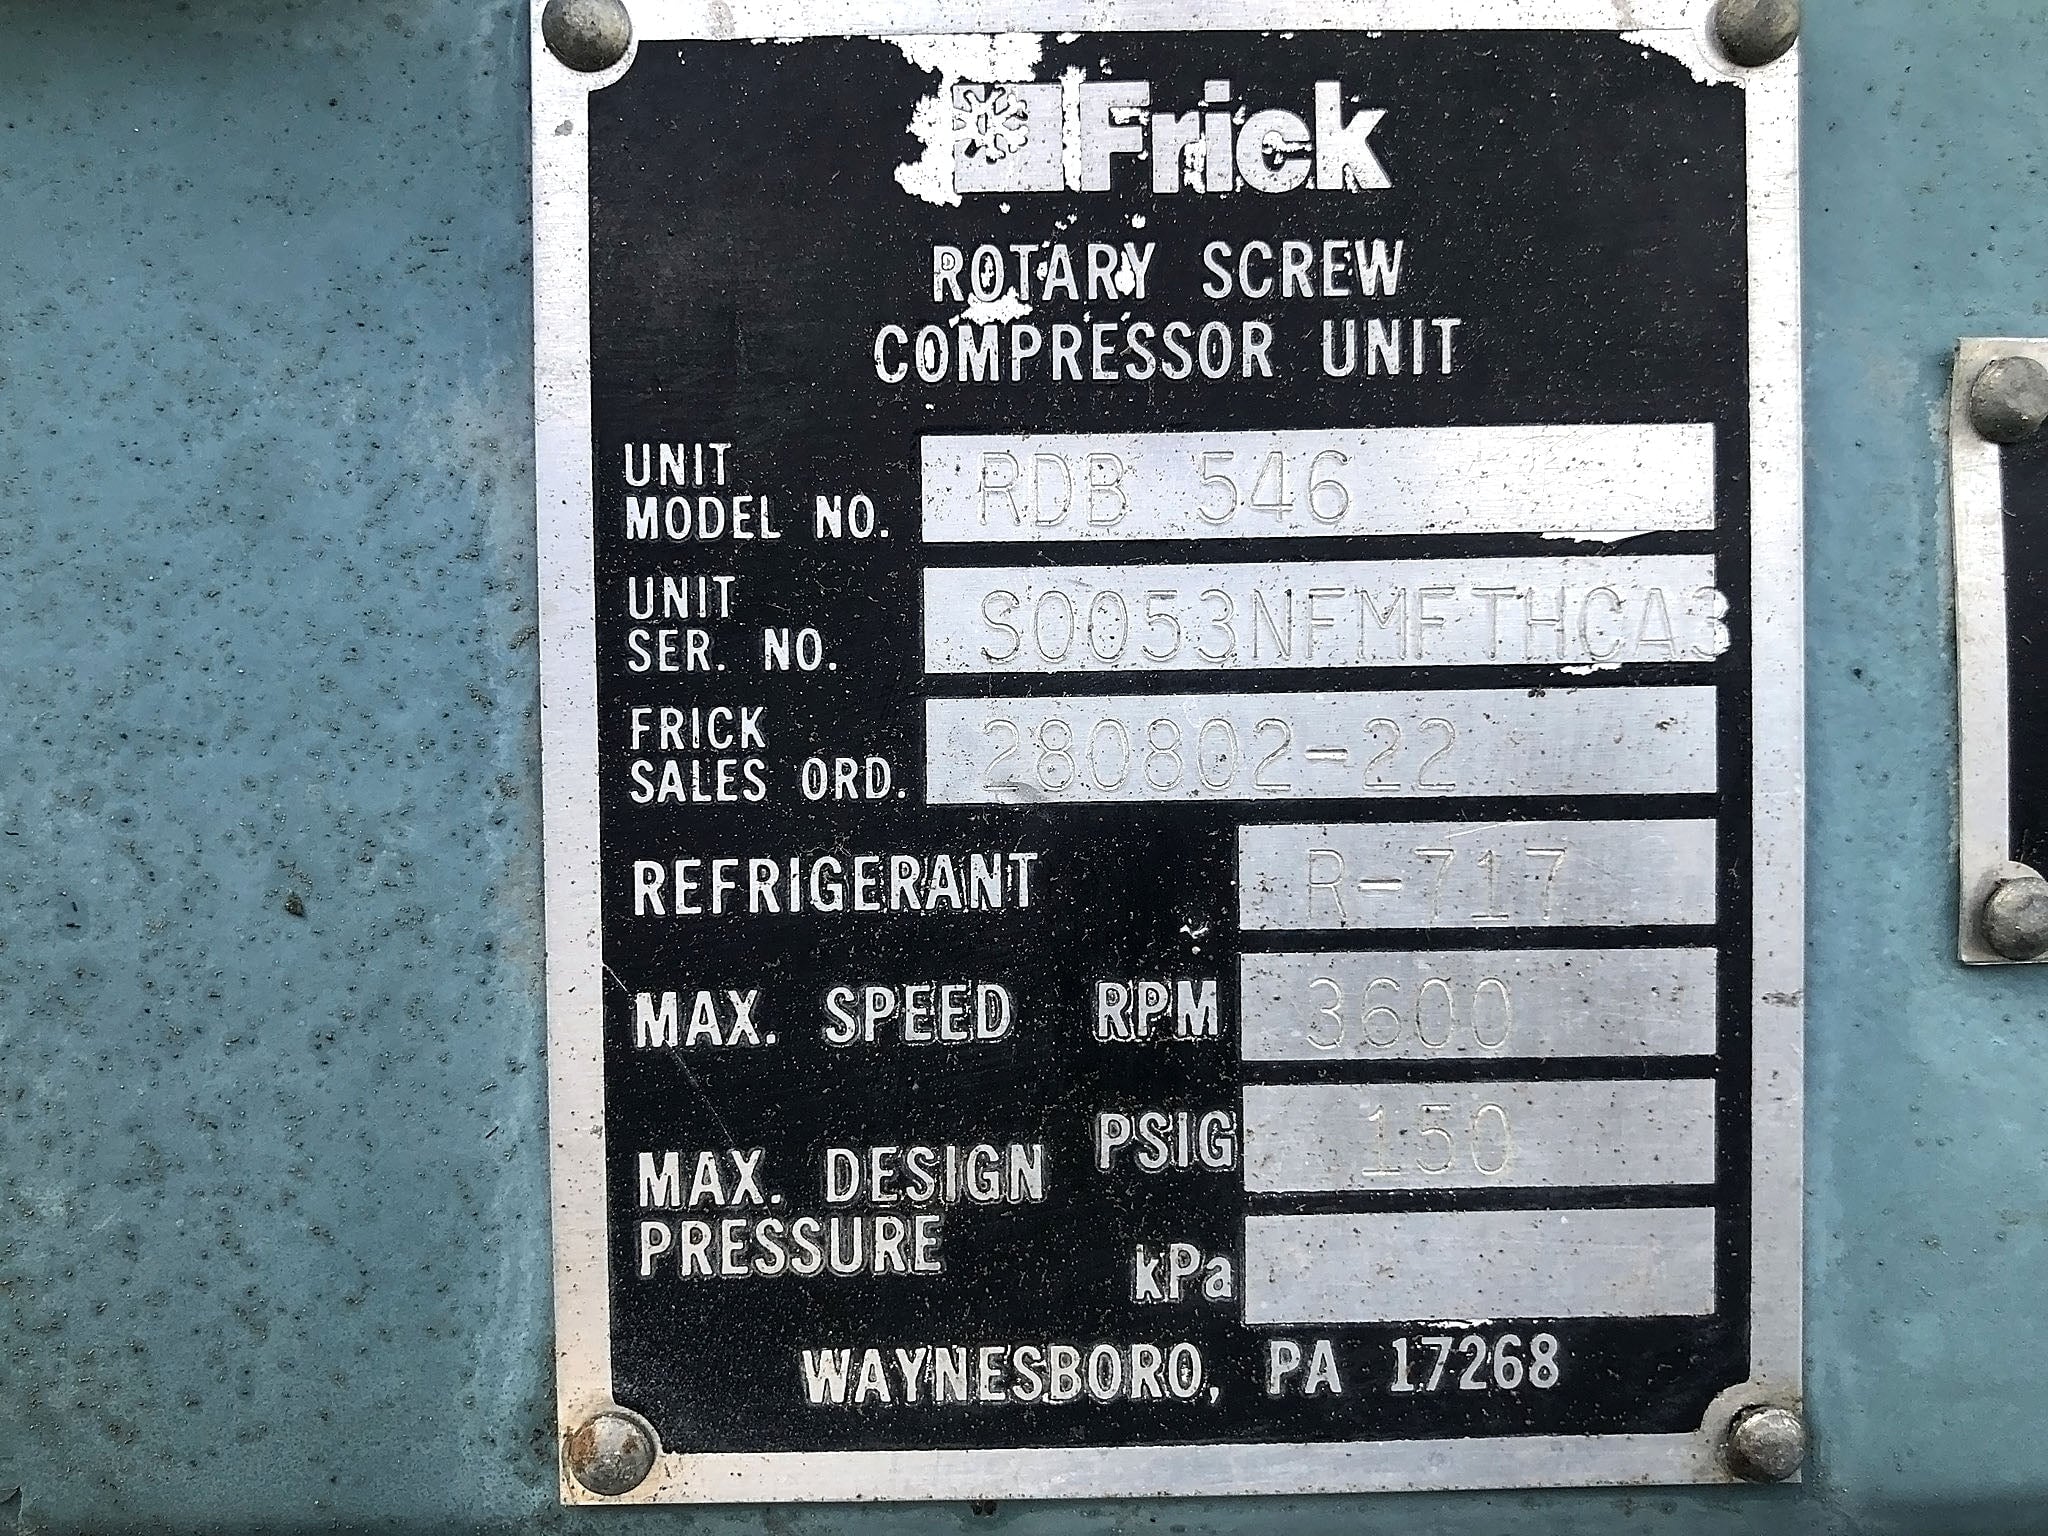 Frick
ROTARY SCREW
COMPRESSOR UNIT
UNIT
MODEL NO. RDB 546
UNIT
SER. NO. S0053NFMFTHCA3
FRICK
SALES ORD. 280802-22
REFRIGERANT R-717
MAX. SPEED RPM 3600
MAX. DESIGN
PRESSURE
PSIG 150
kPa
WAYNESBORO, PA 17268